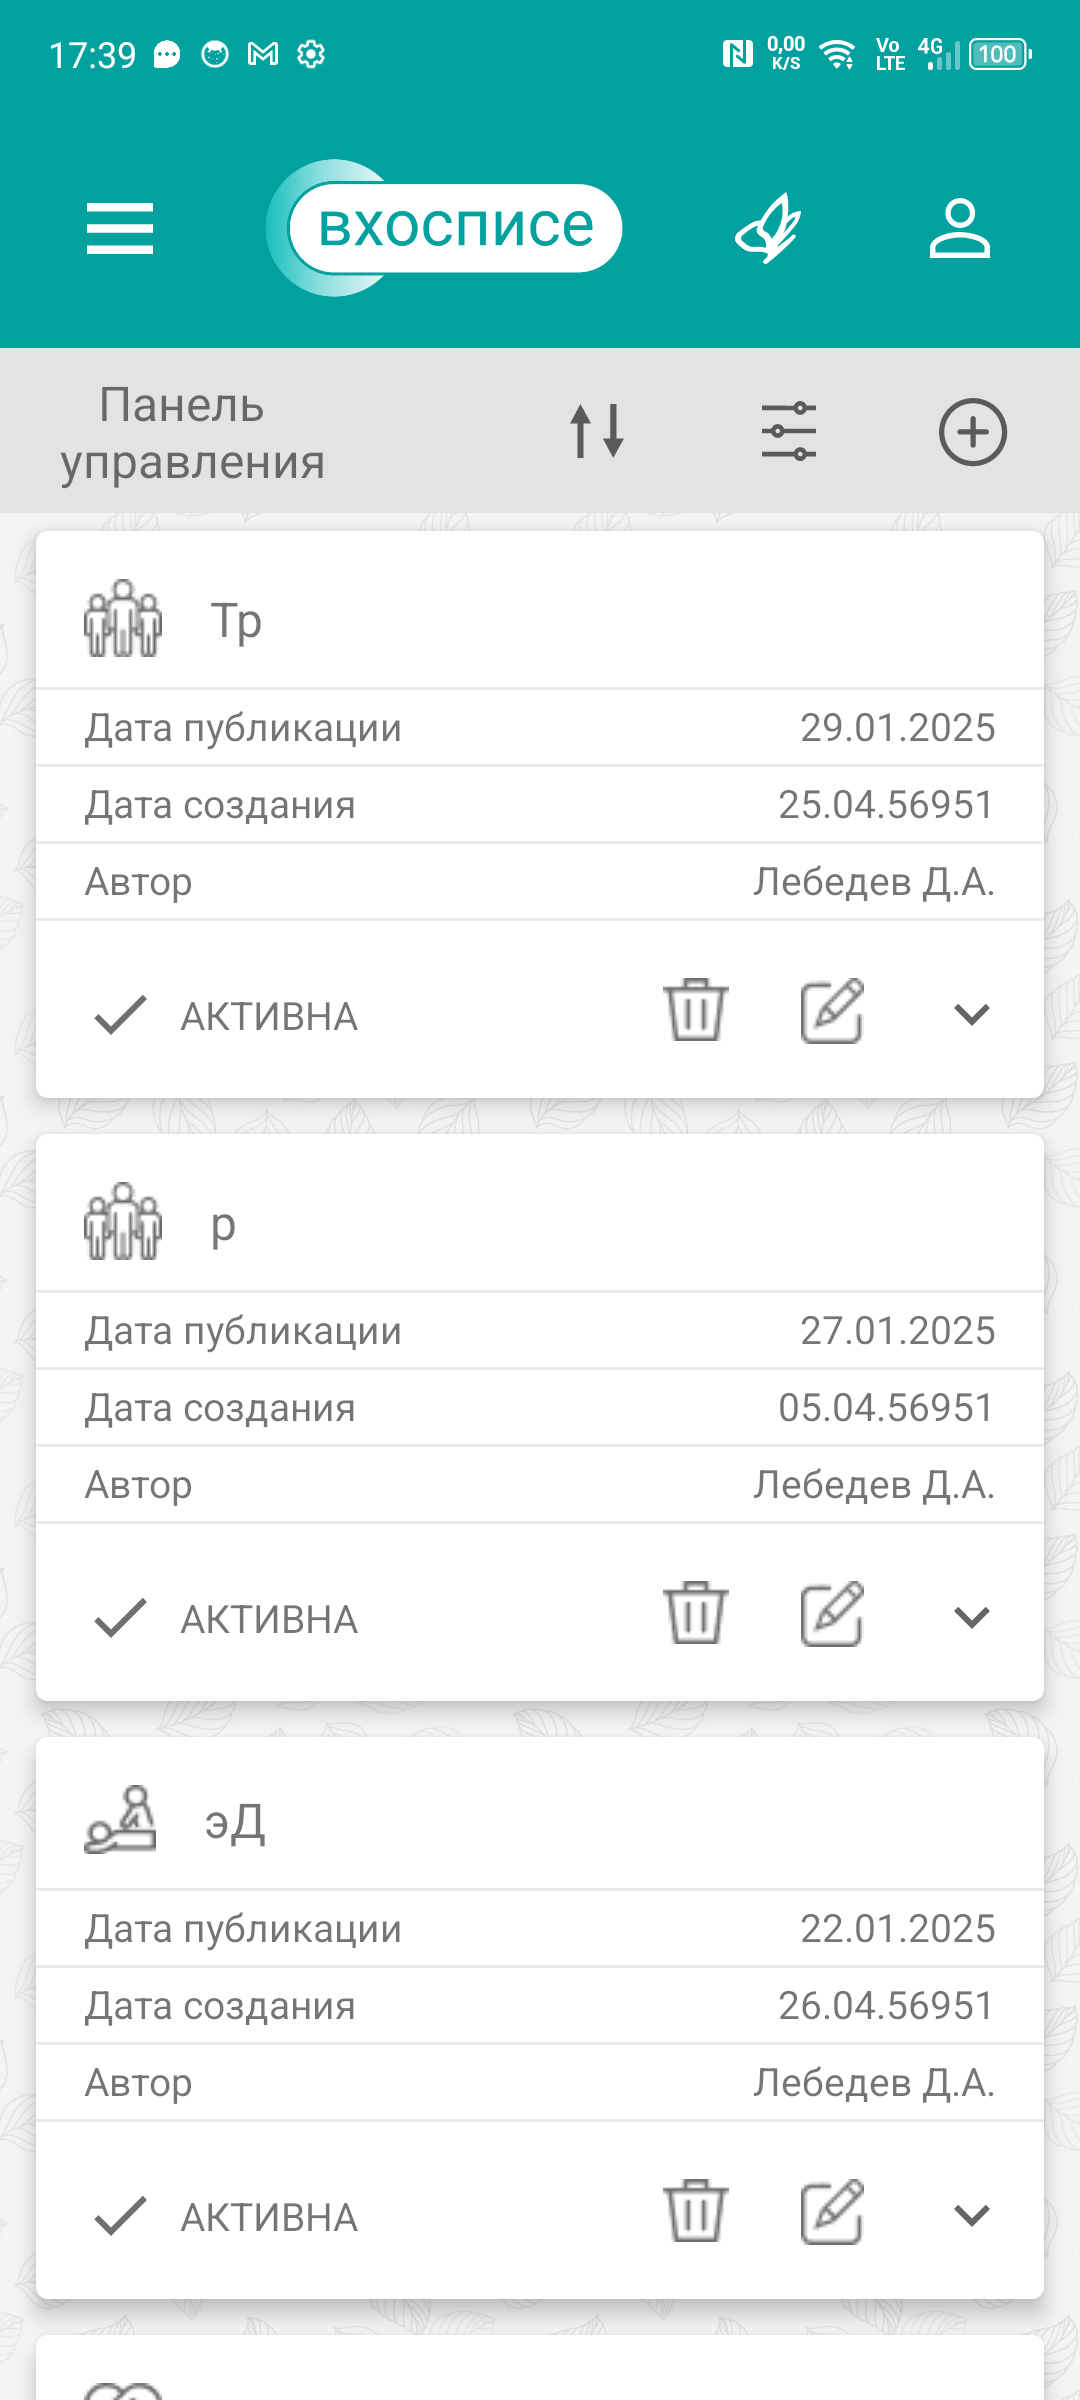 17:39
0,00
K/S
Vo
LTE
4G
100
вхосписе
Панель
управления
Тр
Дата публикации 29.01.2025
Дата создания 25.04.56951
Автор Лебедев Д.А.
АКТИВНА
р
Дата публикации 27.01.2025
Дата создания 05.04.56951
Автор Лебедев Д.А.
АКТИВНА
эД
Дата публикации 22.01.2025
Дата создания 26.04.56951
Автор Лебедев Д.А.
АКТИВНА